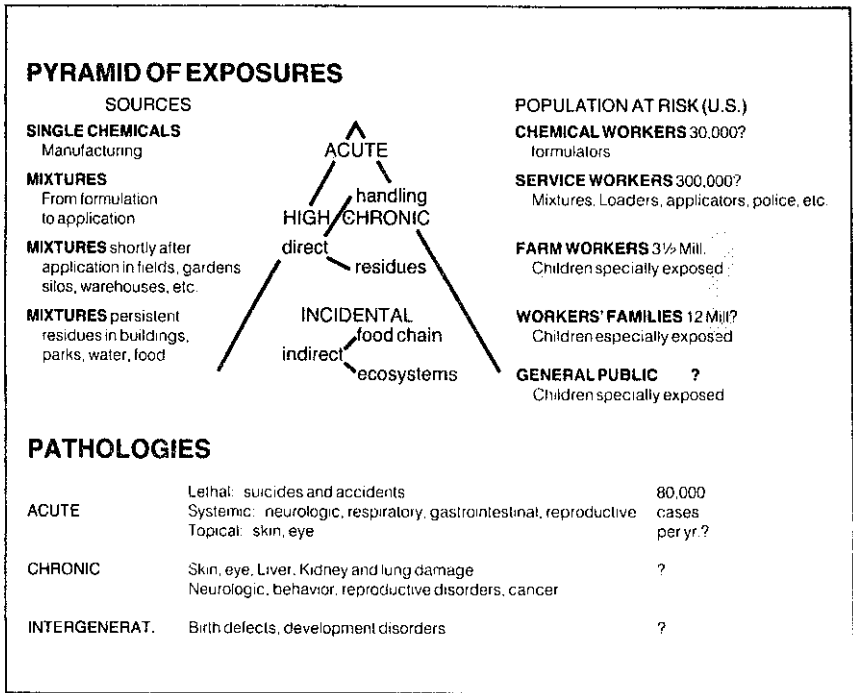 PYRAMID OF EXPOSURES
SOURCES
SINGLE CHEMICALS
Manufacturing
MIXTURES
From formulation
to application
MIXTURES shortly after
application in fields, gardens
silos, warehouses, etc.
MIXTURES persistent
residues in buildings,
parks, water, food
ACUTE
handling
HIGH CHRONIC
direct
residues
INCIDENTAL
food chain
indirect
ecosystems
POPULATION AT RISK (U.S.)
CHEMICAL WORKERS 30,000?
formulators
SERVICE WORKERS 300,000?
Mixtures, Loaders, applicators, police, etc.
FARM WORKERS 3½ Mill.
Children specially exposed
WORKERS' FAMILIES 12 Mill?
Children especially exposed
GENERAL PUBLIC ?
Children specially exposed
PATHOLOGIES
ACUTE
Lethal: suicides and accidents
Systemic: neurologic, respiratory, gastrointestinal, reproductive
Topical: skin, eye
80,000
cases
per yr.?
CHRONIC
Skin, eye, Liver, Kidney and lung damage ?
Neurologic, behavior, reproductive disorders, cancer
INTERGENERAT. Birth defects, development disorders ?